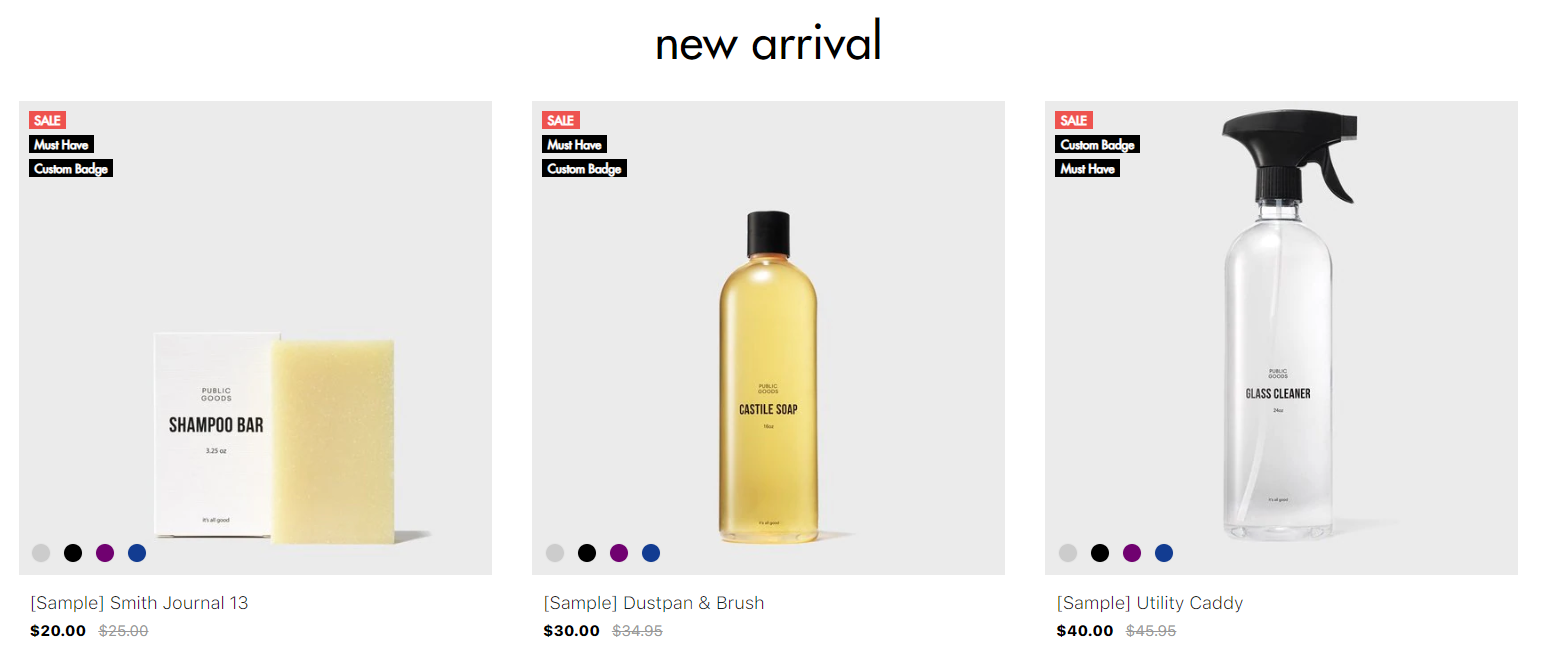 new arrival
SALE
Must Have
Custom Badge
PUBLIC
GOODS
SHAMPOO BAR
3.25 oz
it's all good
[Sample] Smith Journal 13
$20.00 $25.00
SALE
Must Have
Custom Badge
PUBLIC
GOODS
CASTILE SOAP
16oz
it's all good
[Sample] Dustpan & Brush
$30.00 $34.95
SALE
Custom Badge
Must Have
PUBLIC
GOODS
GLASS CLEANER
24oz
it's all good
[Sample] Utility Caddy
$40.00 $45.95